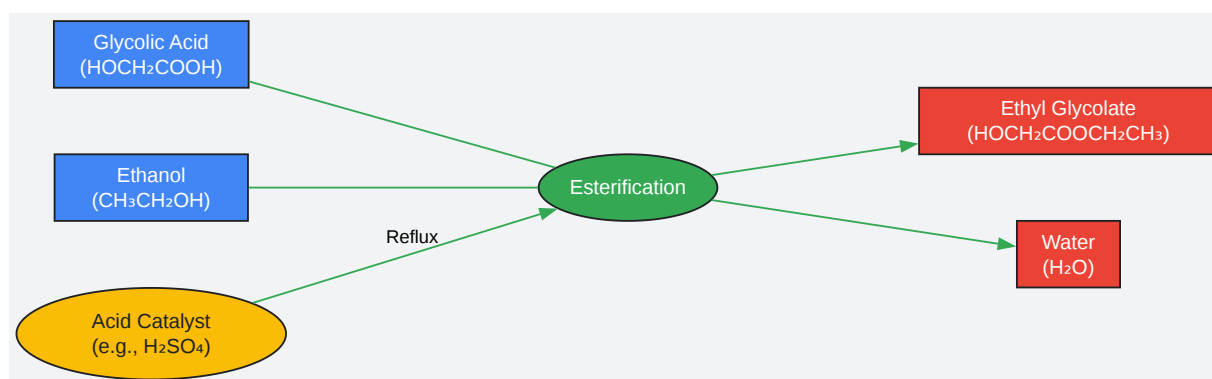 Glycolic Acid
(HOCH₂COOH)
Ethanol
(CH₃CH₂OH)
Reflux
Acid Catalyst
(e.g., H₂SO₄)
Esterification
Ethyl Glycolate
(HOCH₂COOCH₂CH₃)
Water
(H₂O)